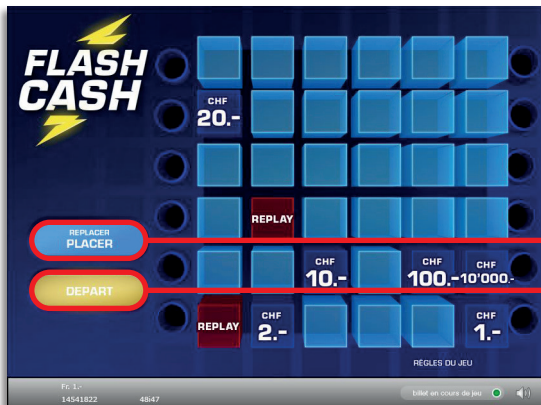 FLASH
CASH
CHF
20.-
REPLAY
REPLACER
PLACER
CHF
10.-
CHF
100.-
CHF
10'000.-
DEPART
REPLAY
CHF
2.-
CHF
1.-
RÈGLES DU JEU
Fr. 1.-
billet en cours de jeu
14541822 48i47